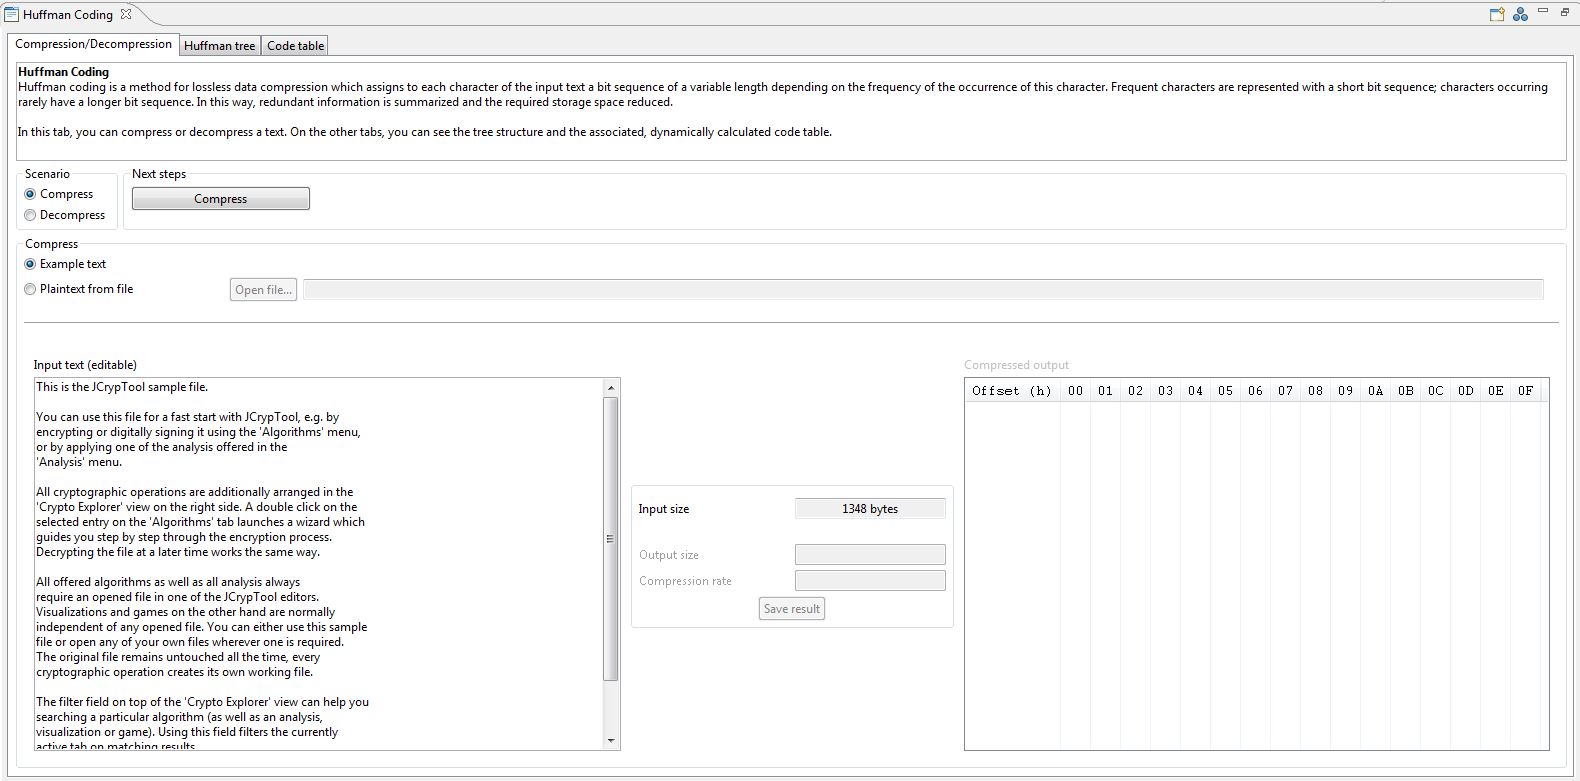 Huffman Coding
Compression/Decompression Huffman tree Code table
Huffman Coding
Huffman coding is a method for lossless data compression which assigns to each character of the input text a bit sequence of a variable length depending on the frequency of the occurrence of this character. Frequent characters are represented with a short bit sequence; characters occurring
rarely have a longer bit sequence. In this way, redundant information is summarized and the required storage space reduced.
In this tab, you can compress or decompress a text. On the other tabs, you can see the tree structure and the associated, dynamically calculated code table.
Scenario
Compress
Decompress
Next steps
Compress
Compress
Example text
Plaintext from file Open file...
Input text (editable)
This is the JCrypTool sample file.
You can use this file for a fast start with JCrypTool, e.g. by
encrypting or digitally signing it using the 'Algorithms' menu,
or by applying one of the analysis offered in the
'Analysis' menu.
All cryptographic operations are additionally arranged in the
'Crypto Explorer' view on the right side. A double click on the
selected entry on the 'Algorithms' tab launches a wizard which
guides you step by step through the encryption process.
Decrypting the file at a later time works the same way.
All offered algorithms as well as all analysis always
require an opened file in one of the JCrypTool editors.
Visualizations and games on the other hand are normally
independent of any opened file. You can either use this sample
file or open any of your own files wherever one is required.
The original file remains untouched all the time, every
cryptographic operation creates its own working file.
The filter field on top of the 'Crypto Explorer' view can help you
searching a particular algorithm (as well as an analysis,
visualization or game). Using this field filters the currently
active tab on matching results
Input size 1348 bytes
Output size
Compression rate
Save result
Compressed output
Offset (h) 00 01 02 03 04 05 06 07 08 09 0A 0B 0C 0D 0E 0F